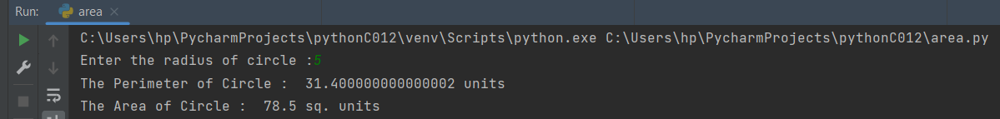 Run: area
C:\Users\hp\PycharmProjects\pythonC012\venv\Scripts\python.exe C:\Users\hp\PycharmProjects\pythonC012\area.py
Enter the radius of circle :5
The Perimeter of Circle :  31.400000000000002 units
The Area of Circle :  78.5 sq. units